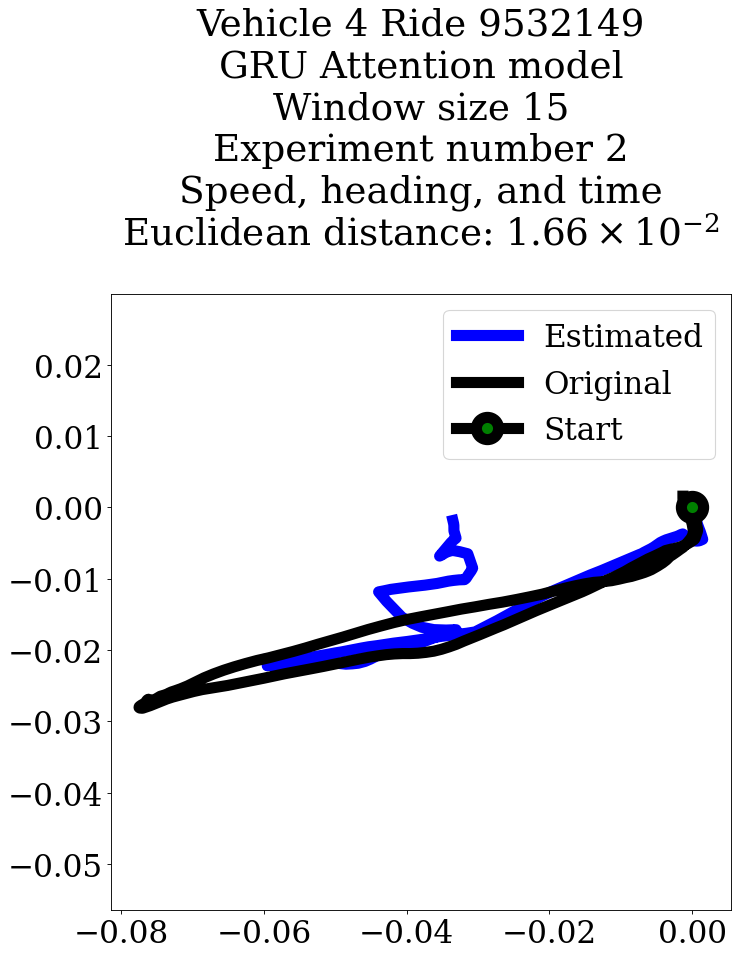 Vehicle 4 Ride 9532149
GRU Attention model
Window size 15
Experiment number 2
Speed, heading, and time
Euclidean distance: 1.66 × 10⁻²
Estimated
Original
Start
0.02
0.01
0.00
−0.01
−0.02
−0.03
−0.04
−0.05
−0.08 −0.06 −0.04 −0.02 0.00